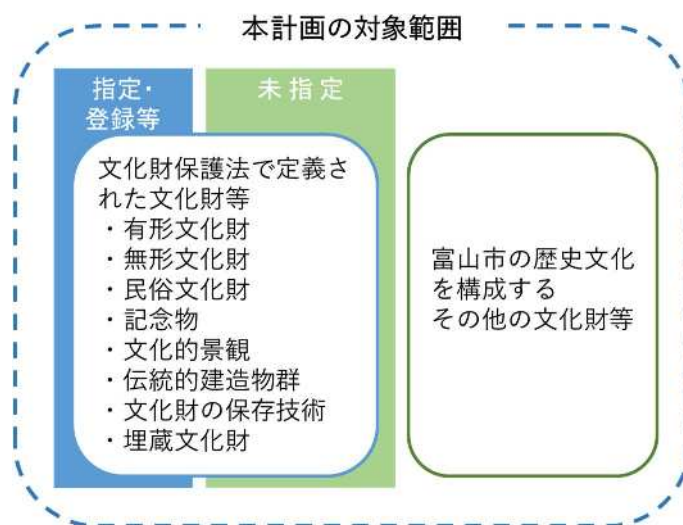 本計画の対象範囲
指定・
登録等
未指定
文化財保護法で定義さ
れた文化財等
・有形文化財
・無形文化財
・民俗文化財
・記念物
・文化的景観
・伝統的建造物群
・文化財の保存技術
・埋蔵文化財
富山市の歴史文化
を構成する
その他の文化財等